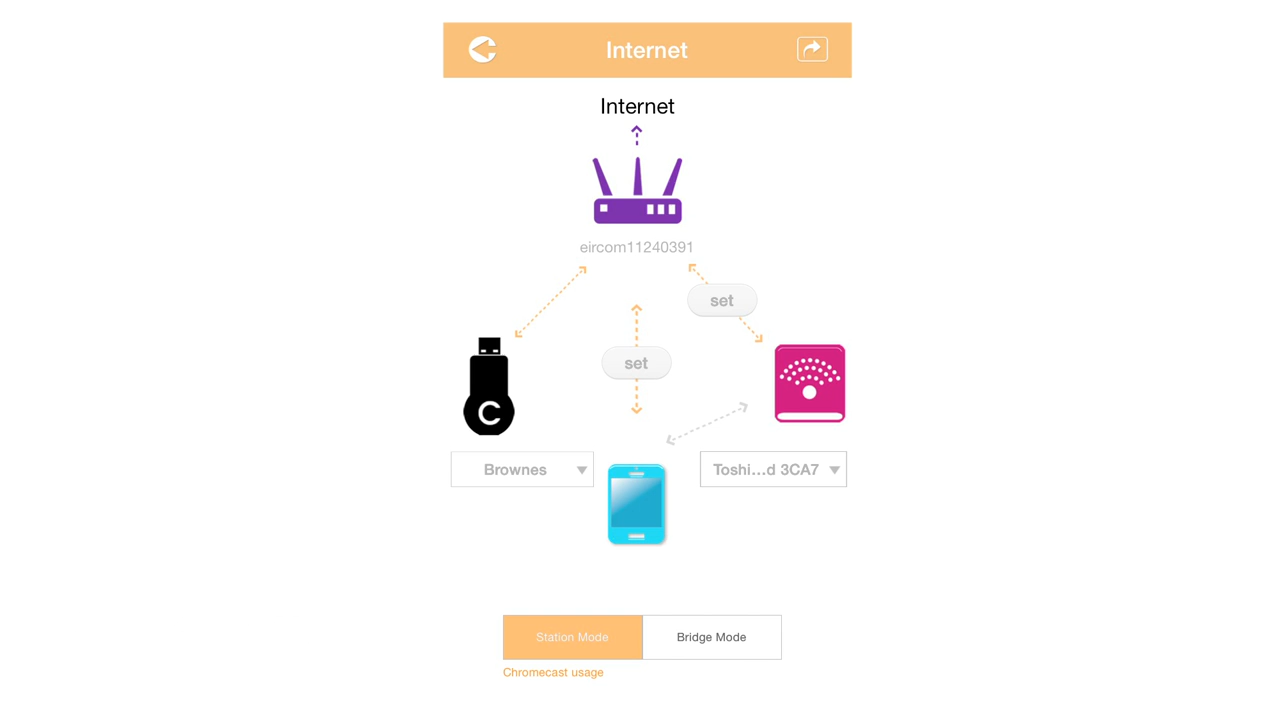 Internet
Internet
eircom11240391
set
set
C
Brownes
Toshi...d 3CA7
Station Mode
Bridge Mode
Chromecast usage